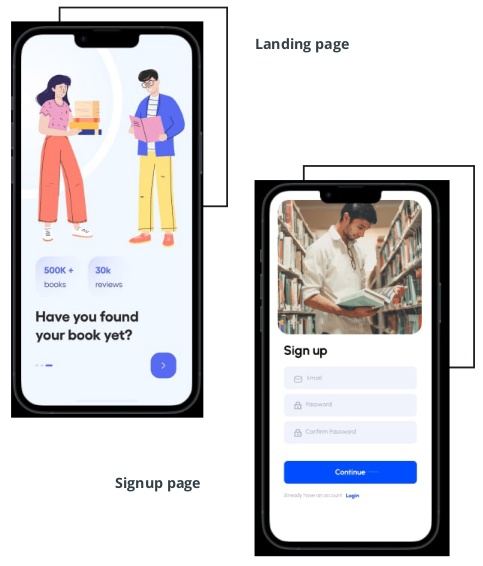 Landing page
500K + 30k
books reviews
Have you found
your book yet?
Sign up
Email
Password
Confirm Password
Continue
Already have an account Login
Signup page